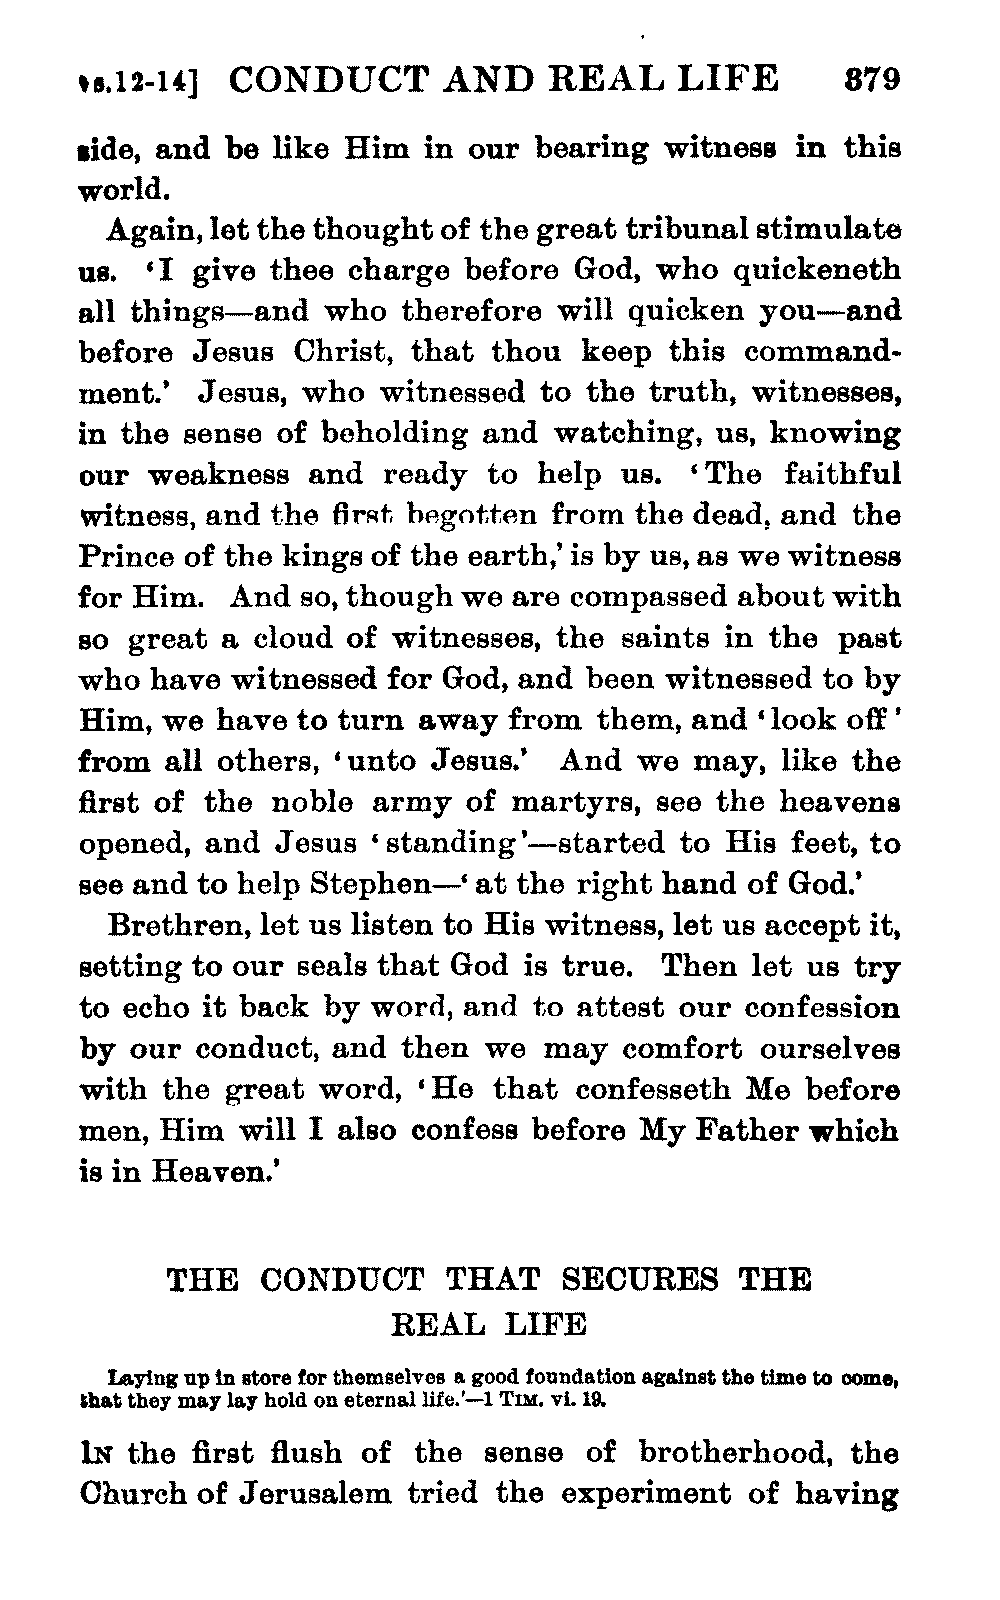 vs.12-14] CONDUCT AND REAL LIFE 379
side, and be like Him in our bearing witness in this
world.
Again, let the thought of the great tribunal stimulate
us. ‘I give thee charge before God, who quickeneth
all things—and who therefore will quicken you—and
before Jesus Christ, that thou keep this command-
ment.’ Jesus, who witnessed to the truth, witnesses,
in the sense of beholding and watching, us, knowing
our weakness and ready to help us. ‘The faithful
witness, and the first begotten from the dead, and the
Prince of the kings of the earth,’ is by us, as we witness
for Him. And so, though we are compassed about with
so great a cloud of witnesses, the saints in the past
who have witnessed for God, and been witnessed to by
Him, we have to turn away from them, and ‘look off’
from all others, ‘unto Jesus.’ And we may, like the
first of the noble army of martyrs, see the heavens
opened, and Jesus ‘standing’—started to His feet, to
see and to help Stephen—‘at the right hand of God.’
Brethren, let us listen to His witness, let us accept it,
setting to our seals that God is true. Then let us try
to echo it back by word, and to attest our confession
by our conduct, and then we may comfort ourselves
with the great word, ‘He that confesseth Me before
men, Him will I also confess before My Father which
is in Heaven.’
THE CONDUCT THAT SECURES THE
REAL LIFE
Laying up in store for themselves a good foundation against the time to come,
that they may lay hold on eternal life.’—1 TIM. vi. 19.
IN the first flush of the sense of brotherhood, the
Church of Jerusalem tried the experiment of having